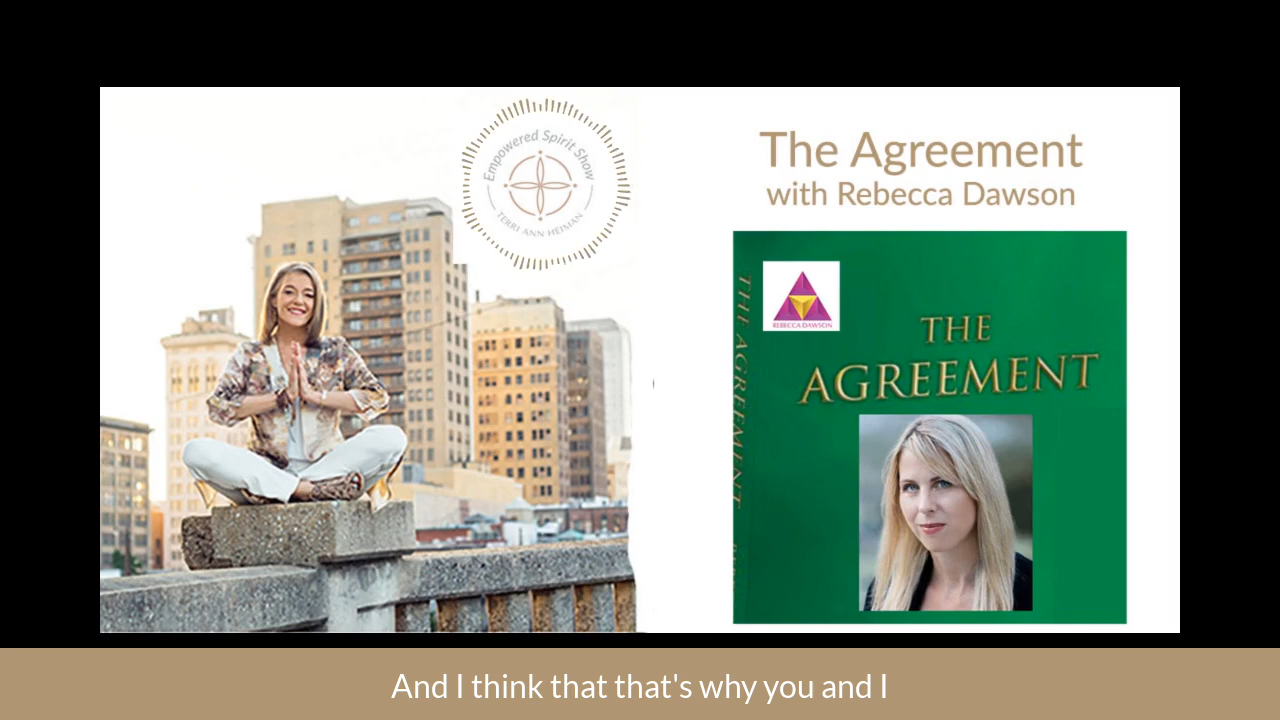 Empowered Spirit Show
TERRI ANN HEIMAN
The Agreement
with Rebecca Dawson
REBECCA DAWSON
THE AGREEMENT
THE
AGREEMENT
And I think that that's why you and I